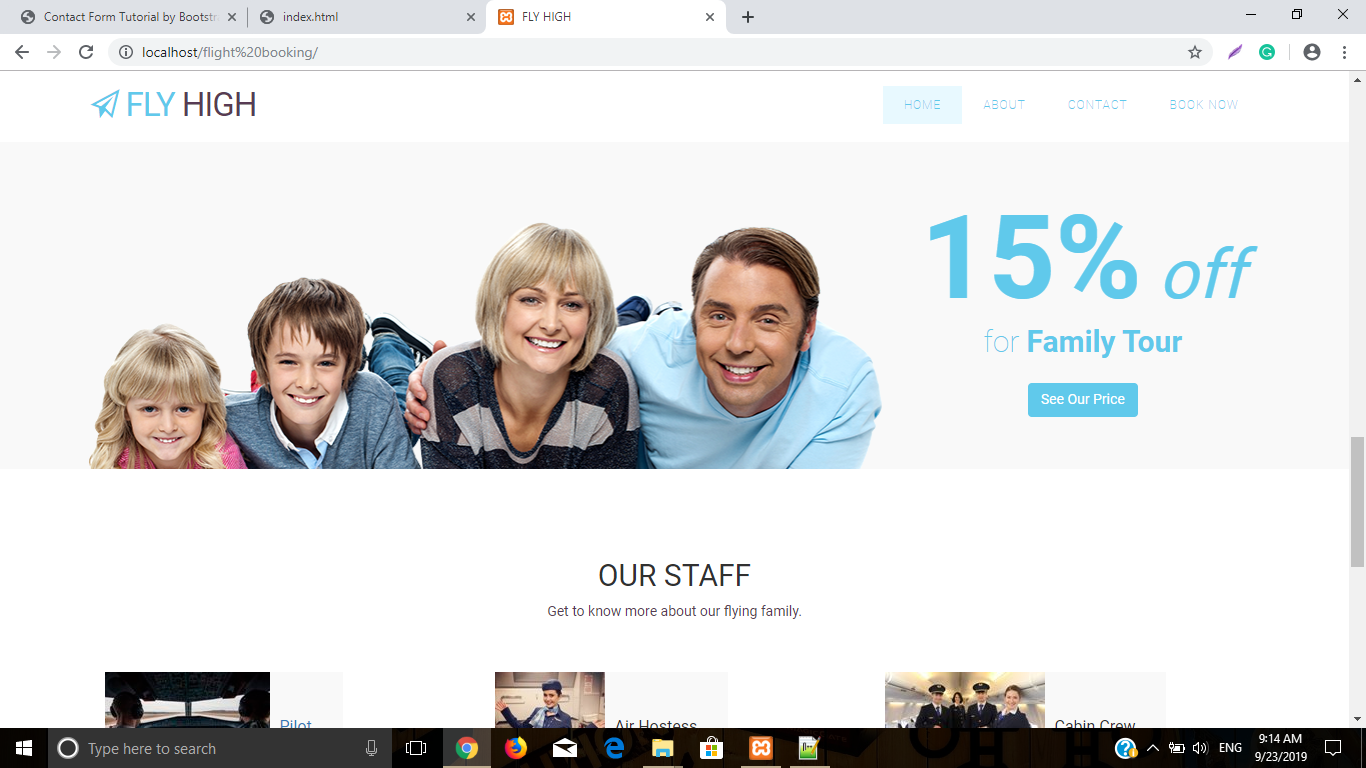 Contact Form Tutorial by Bootstr
index.html
FLY HIGH
localhost/flight%20booking/
FLY HIGH
HOME
ABOUT
CONTACT
BOOK NOW
15% off
for Family Tour
See Our Price
OUR STAFF
Get to know more about our flying family.
Pilot
Air Hostess
Cabin Crew
Type here to search
ENG
9:14 AM
9/23/2019